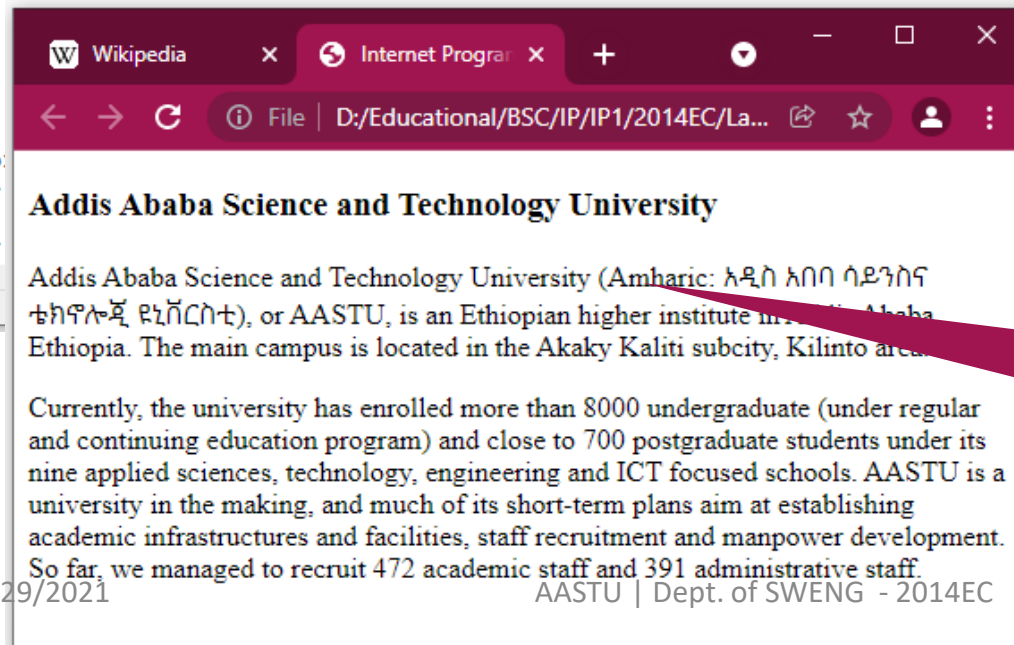 Wikipedia
Internet Program
File | D:/Educational/BSC/IP/IP1/2014EC/La...
Addis Ababa Science and Technology University
Addis Ababa Science and Technology University (Amharic: አዲስ አበባ ሳይንስና
ቴክኖሎጂ ዩኒቨርስቲ), or AASTU, is an Ethiopian higher institute in Ababa
Ethiopia. The main campus is located in the Akaky Kaliti subcity, Kilinto area.
Currently, the university has enrolled more than 8000 undergraduate (under regular
and continuing education program) and close to 700 postgraduate students under its
nine applied sciences, technology, engineering and ICT focused schools. AASTU is a
university in the making, and much of its short-term plans aim at establishing
academic infrastructures and facilities, staff recruitment and manpower development.
So far, we managed to recruit 472 academic staff and 391 administrative staff.
29/2021
AASTU | Dept. of SWENG - 2014EC